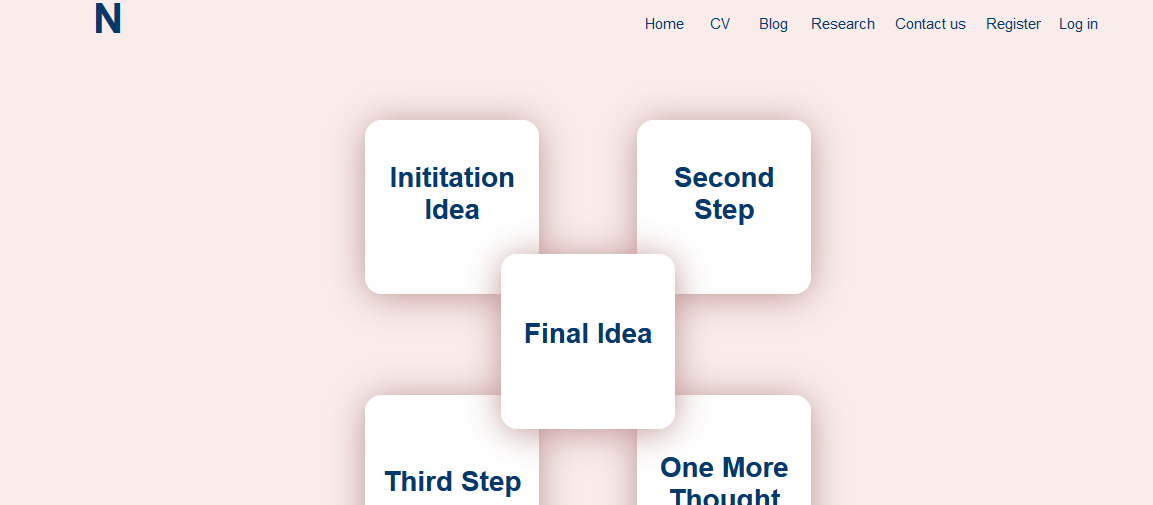 N
Home CV Blog Research Contact us Register Log in
Inititation
Idea
Second
Step
Final Idea
Third Step
One More
Thought